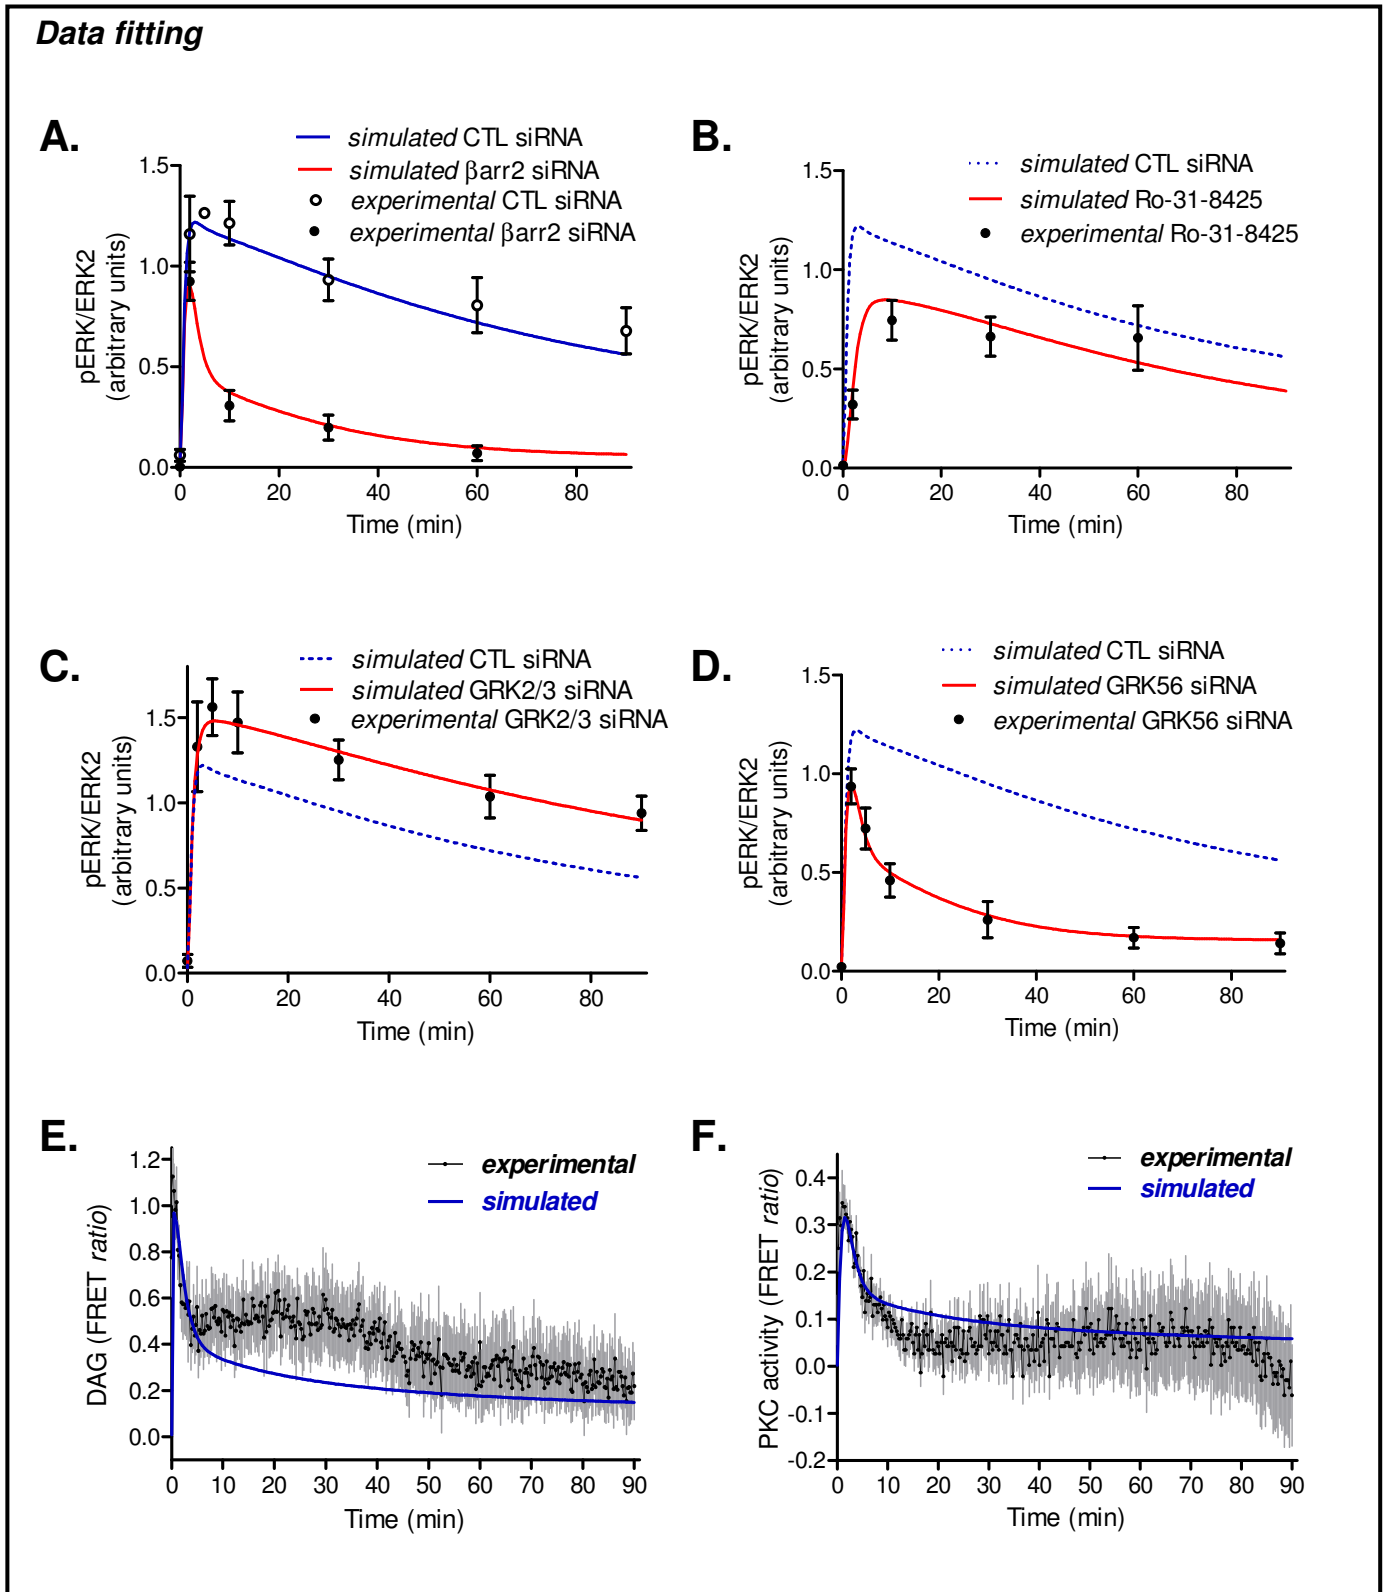 Data fitting
A.
simulated CTL siRNA
simulated βarr2 siRNA
experimental CTL siRNA
experimental βarr2 siRNA
pERK/ERK2
(arbitrary units)
1.5
1.0
0.5
0.0
0 20 40 60 80
Time (min)
B.
simulated CTL siRNA
simulated Ro-31-8425
experimental Ro-31-8425
pERK/ERK2
(arbitrary units)
1.5
1.0
0.5
0.0
0 20 40 60 80
Time (min)
C.
simulated CTL siRNA
simulated GRK2/3 siRNA
experimental GRK2/3 siRNA
pERK/ERK2
(arbitrary units)
1.5
1.0
0.5
0.0
0 20 40 60 80
Time (min)
D.
simulated CTL siRNA
simulated GRK56 siRNA
experimental GRK56 siRNA
pERK/ERK2
(arbitrary units)
1.5
1.0
0.5
0.0
0 20 40 60 80
Time (min)
E.
experimental
simulated
DAG (FRET ratio)
1.2
1.0
0.8
0.6
0.4
0.2
0.0
0 10 20 30 40 50 60 70 80 90
Time (min)
F.
experimental
simulated
PKC activity (FRET ratio)
0.4
0.3
0.2
0.1
0.0
-0.1
-0.2
0 10 20 30 40 50 60 70 80 90
Time (min)